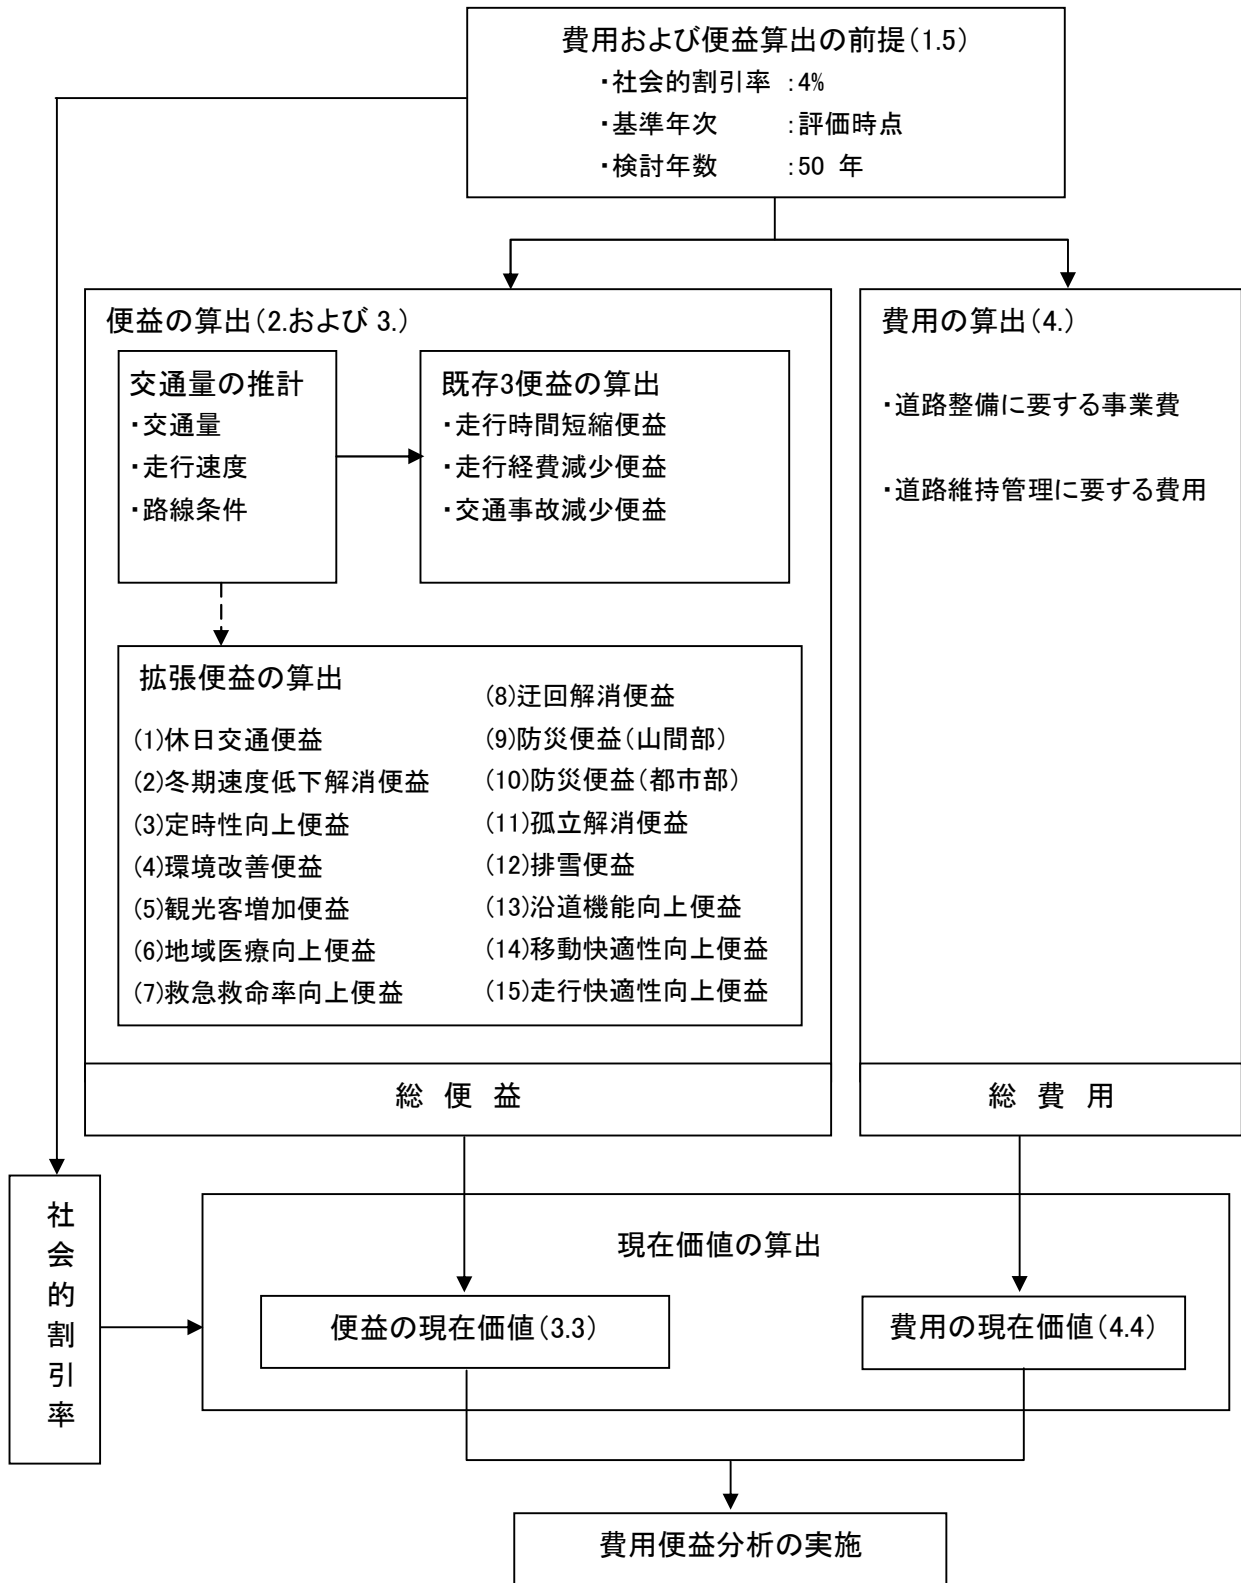 費用および便益算出の前提(1.5)
・社会的割引率 :4%
・基準年次 :評価時点
・検討年数 :50 年
便益の算出(2.および 3.)
交通量の推計
・交通量
・走行速度
・路線条件
既存3便益の算出
・走行時間短縮便益
・走行経費減少便益
・交通事故減少便益
拡張便益の算出
(1)休日交通便益
(2)冬期速度低下解消便益
(3)定時性向上便益
(4)環境改善便益
(5)観光客増加便益
(6)地域医療向上便益
(7)救急救命率向上便益
(8)迂回解消便益
(9)防災便益(山間部)
(10)防災便益(都市部)
(11)孤立解消便益
(12)排雪便益
(13)沿道機能向上便益
(14)移動快適性向上便益
(15)走行快適性向上便益
総 便 益
費用の算出(4.)
・道路整備に要する事業費
・道路維持管理に要する費用
総 費 用
社会的割引率
現在価値の算出
便益の現在価値(3.3)
費用の現在価値(4.4)
費用便益分析の実施